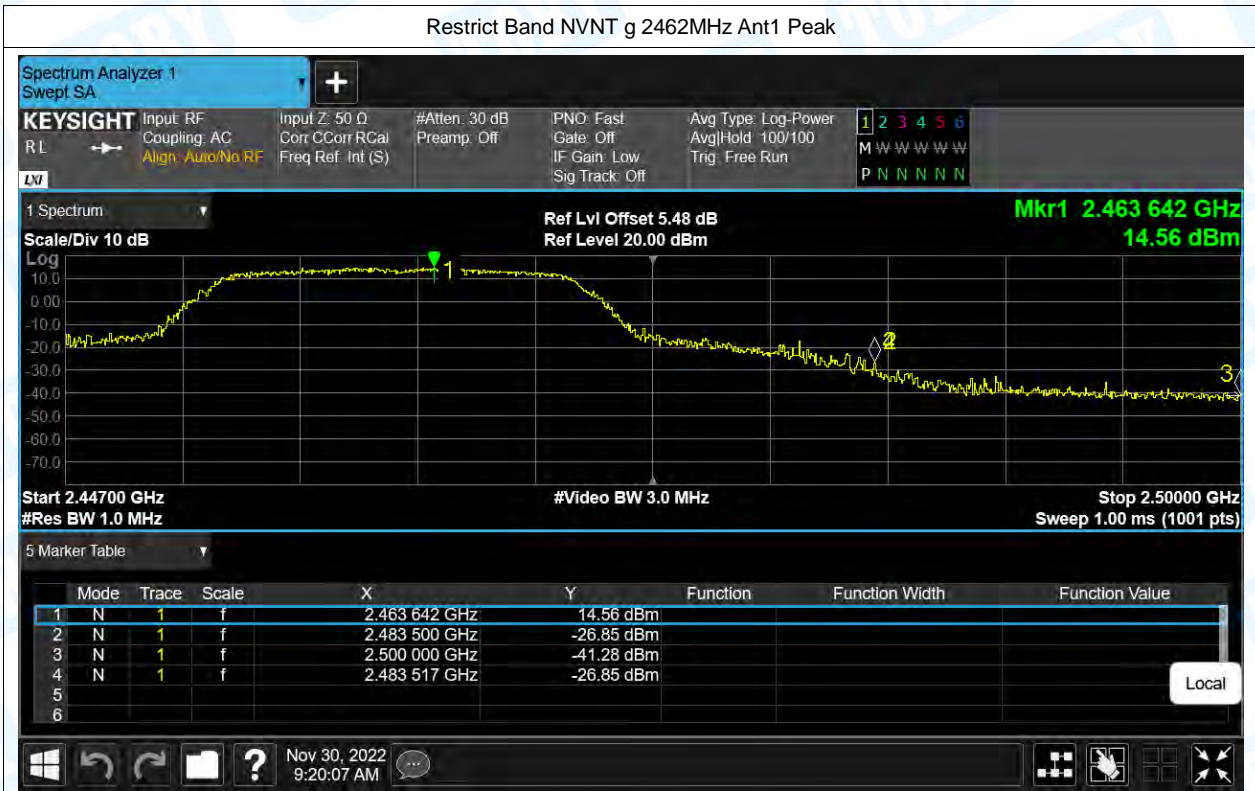 Restrict Band NVNT g 2462MHz Ant1 Peak
Spectrum Analyzer 1
Swept SA
+
KEYSIGHT
RL
LXI
Input: RF
Coupling: AC
Align: Auto/No RF
Input Z: 50 Ω
Corr CCorr RCal
Freq Ref: Int (S)
#Atten: 30 dB
Preamp: Off
PNO: Fast
Gate: Off
IF Gain: Low
Sig Track: Off
Avg Type: Log-Power
Avg|Hold: 100/100
Trig: Free Run
1 2 3 4 5 6
M W W W W W
P N N N N N
1 Spectrum
Scale/Div 10 dB
Ref Lvl Offset 5.48 dB
Ref Level 20.00 dBm
Mkr1 2.463 642 GHz
14.56 dBm
Log
10.0
0.00
-10.0
-20.0
-30.0
-40.0
-50.0
-60.0
-70.0
1
2
3
Start 2.44700 GHz
#Res BW 1.0 MHz
#Video BW 3.0 MHz
Stop 2.50000 GHz
Sweep 1.00 ms (1001 pts)
5 Marker Table
Mode Trace Scale X Y Function Function Width Function Value
1 N 1 f 2.463 642 GHz 14.56 dBm
2 N 1 f 2.483 500 GHz -26.85 dBm
3 N 1 f 2.500 000 GHz -41.28 dBm
4 N 1 f 2.483 517 GHz -26.85 dBm
5
6
Local
?
Nov 30, 2022
9:20:07 AM